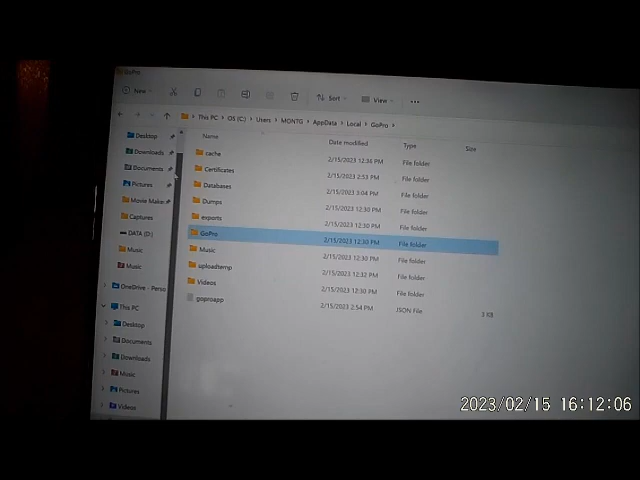 GoPro
New
Sort View ...
This PC > OS (C:) > Users > MONTG > AppData > Local > GoPro >
Name Date modified Type Size
Desktop
Downloads
Documents
Pictures
Movie Maker
Captures
DATA (D:)
Music
Music
OneDrive - Perso
This PC
Desktop
Documents
Downloads
Music
Pictures
Videos
cache 2/15/2023 12:36 PM File folder
Certificates 2/15/2023 2:53 PM File folder
Databases 2/15/2023 3:04 PM File folder
Dumps 2/15/2023 12:30 PM File folder
exports 2/15/2023 12:30 PM File folder
GoPro 2/15/2023 12:30 PM File folder
Music 2/15/2023 12:30 PM File folder
uploadtemp 2/15/2023 12:32 PM File folder
Videos 2/15/2023 12:30 PM File folder
goproapp 2/15/2023 2:54 PM JSON File 3 KB
2023/02/15 16:12:06